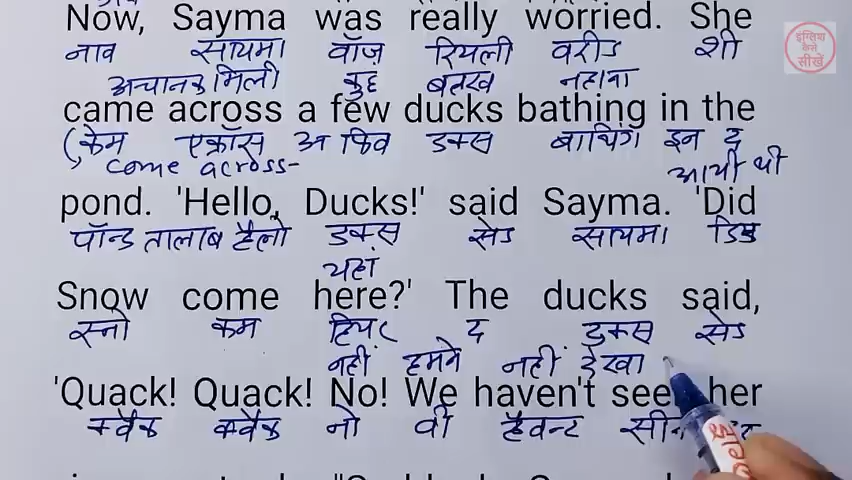 Now, Sayma was really worried. She
नाव सायमा वॉज़ रियली वरीड शी
अचानक मिली कुछ बतख नहाना
came across a few ducks bathing in the
(केम एक्रॉस अ फिव डक्स बाथिंग इन द
come across- आयी थी
pond. 'Hello, Ducks!' said Sayma. 'Did
पॉन्ड तालाब हैलो डक्स सेड सायमा डिड
यहां
Snow come here?' The ducks said,
स्नो कम हियर द डक्स सेड
नहीं हमने नहीं देखा
'Quack! Quack! No! We haven't seen her
क्वैक क्वैक नो वी हैवन्ट सीन
इंग्लिश कैसे सीखें